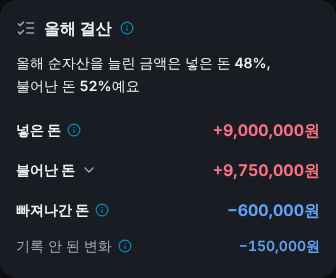 올해 결산
올해 순자산을 늘린 금액은 넣은 돈 48%,
불어난 돈 52%예요
넣은 돈 +9,000,000원
불어난 돈 +9,750,000원
빠져나간 돈 −600,000원
기록 안 된 변화 −150,000원